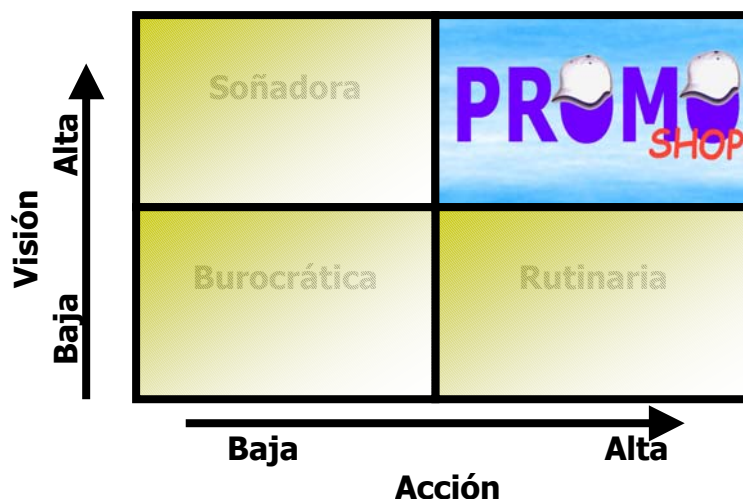 Soñadora
PROMO
SHOP
Alta
Visión
Burocrática
Rutinaria
Baja
Baja
Alta
Acción